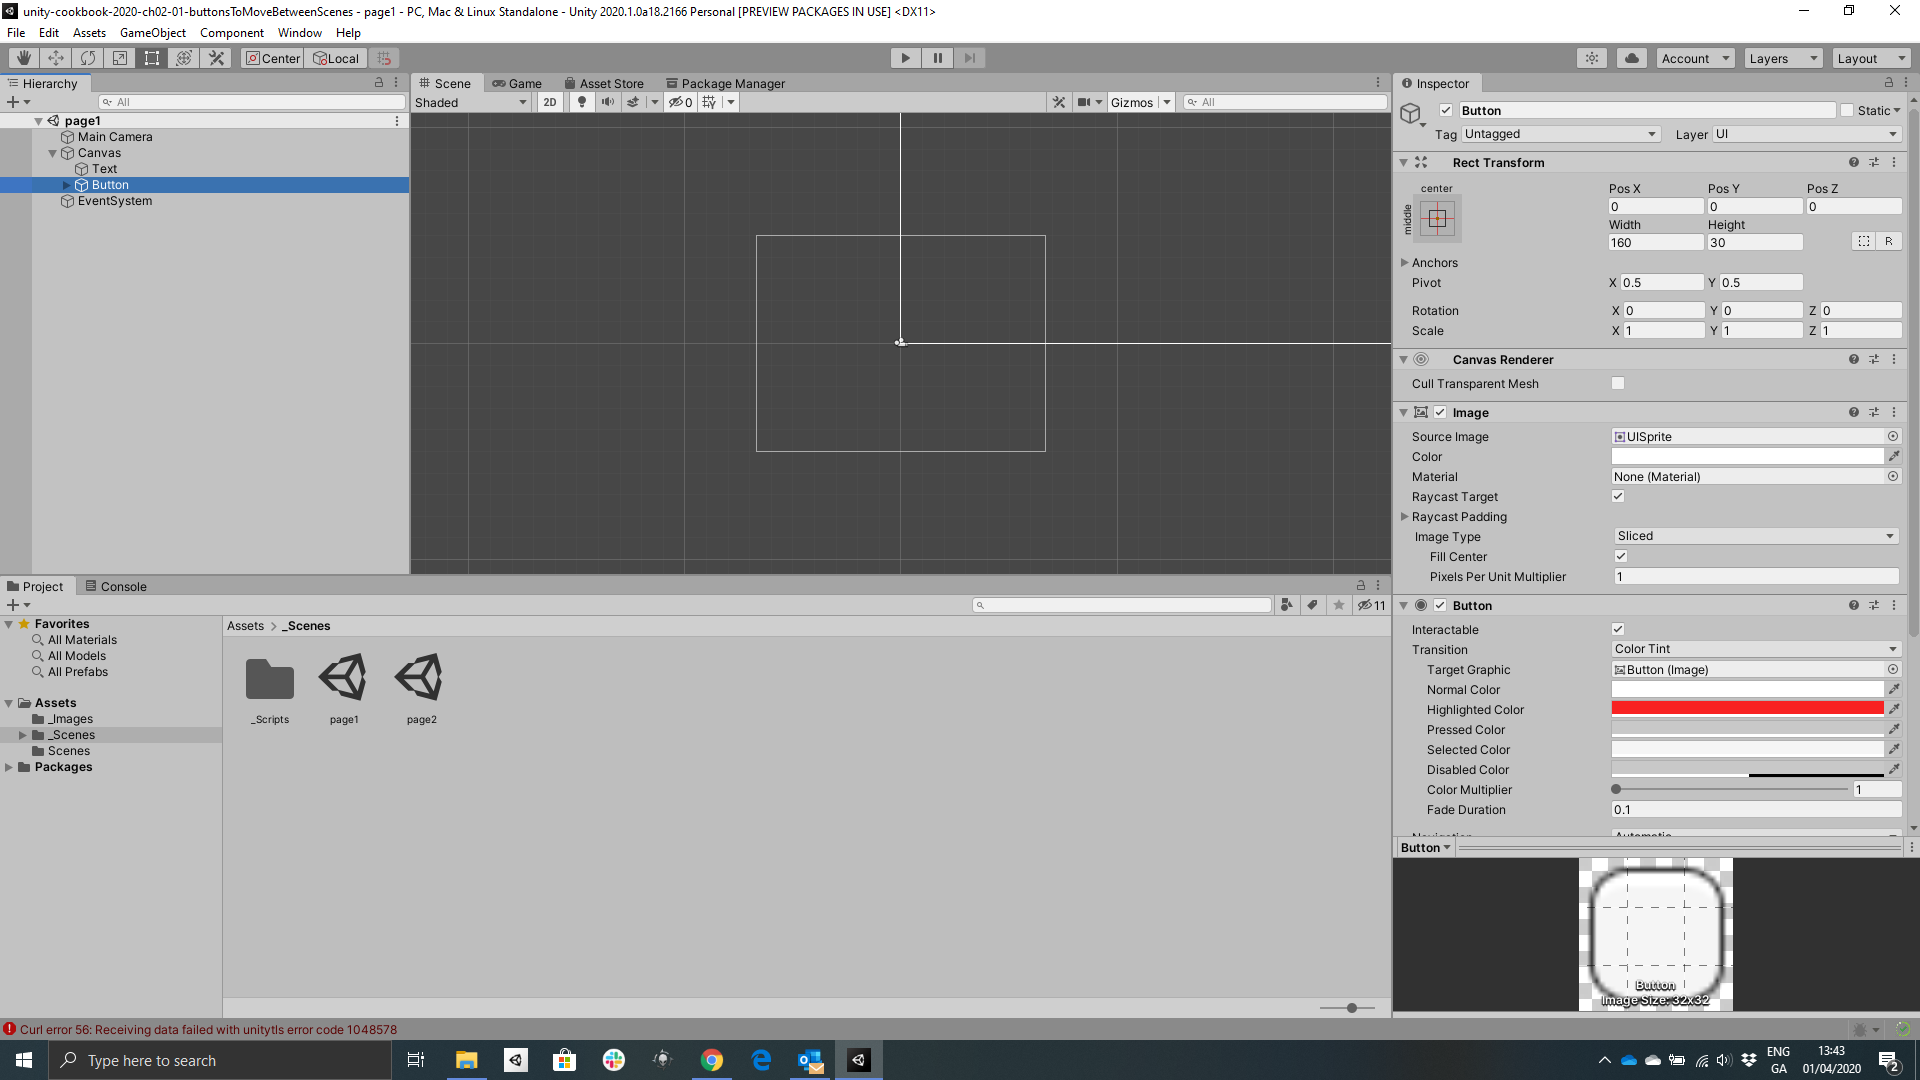 unity-cookbook-2020-ch02-01-buttonsToMoveBetweenScenes - page1 - PC, Mac & Linux Standalone - Unity 2020.1.0a18.2166 Personal [PREVIEW PACKAGES IN USE] <DX11>
File Edit Assets GameObject Component Window Help
Center Local Account Layers Layout
Hierarchy
All
page1
Main Camera
Canvas
Text
Button
EventSystem
Scene Game Asset Store Package Manager
Shaded 2D 0 Gizmos All
Inspector
Button Static
Tag Untagged Layer UI
Rect Transform
center
middle
Pos X Pos Y Pos Z
0 0 0
Width Height
160 30 R
Anchors
Pivot X 0.5 Y 0.5
Rotation X 0 Y 0 Z 0
Scale X 1 Y 1 Z 1
Canvas Renderer
Cull Transparent Mesh
Image
Source Image UISprite
Color
Material None (Material)
Raycast Target
Raycast Padding
Image Type Sliced
Fill Center
Pixels Per Unit Multiplier 1
Button
Interactable
Transition Color Tint
Target Graphic Button (Image)
Normal Color
Highlighted Color
Pressed Color
Selected Color
Disabled Color
Color Multiplier 1
Fade Duration 0.1
Navigation Automatic
Button
Button
Image Size: 32x32
Project Console
11
Favorites
All Materials
All Models
All Prefabs
Assets
_Images
_Scenes
Scenes
Packages
Assets > _Scenes
_Scripts page1 page2
Curl error 56: Receiving data failed with unitytls error code 1048578
Type here to search
ENG
GA
13:43
01/04/2020
2